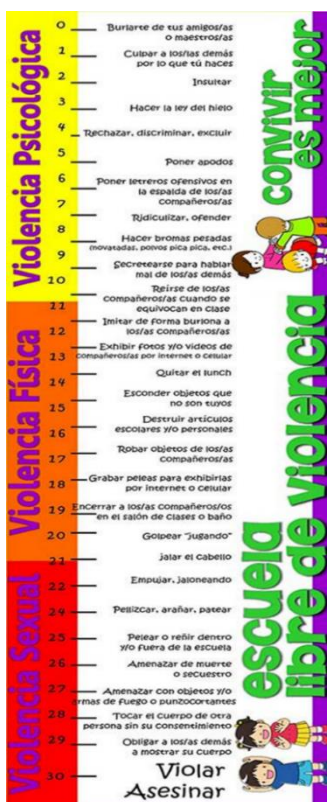 Violencia Psicológica
Violencia Física
Violencia Sexual
0
Burlarte de tus amigos/as
o maestros/as
1
Culpar a los/las demás
por lo que tú haces
2
Insultar
3
Hacer la ley del hielo
4
Rechazar, discriminar, excluir
5
Poner apodos
6
Poner letreros ofensivos en
la espalda de los/as
compañeros/as
7
Ridiculizar, ofender
8
Hacer bromas pesadas
(novatadas, polvos pica pica, etc.)
9
Secretearse para hablar
mal de los/as demás
10
Reírse de los/as
compañeros/as cuando se
equivocan en clase
11
Imitar de forma burlona a
los/as compañeros/as
12
Exhibir fotos y/o videos de
compañeros/as por internet o celular
13
Quitar el lunch
14
Esconder objetos que
no son tuyos
15
Destruir artículos
escolares y/o personales
16
Robar objetos de los/as
compañeros/as
17
18
Grabar peleas para exhibirlas
por internet o celular
19
Encerrar a los/as compañeros/os
en el salón de clases o baño
20
Golpear "jugando"
21
jalar el cabello
22
Empujar, jaloneando
24
Pellizcar, arañar, patear
25
Pelear o reñir dentro
y/o fuera de la escuela
26
Amenazar de muerte
o secuestro
27
Amenazar con objetos y/o
armas de fuego o punzocortantes
28
Tocar el cuerpo de otra
persona sin su consentimiento
29
Obligar a los/as demás
a mostrar su cuerpo
30
Violar
Asesinar
convivir
es mejor
escuela
libre de violencia